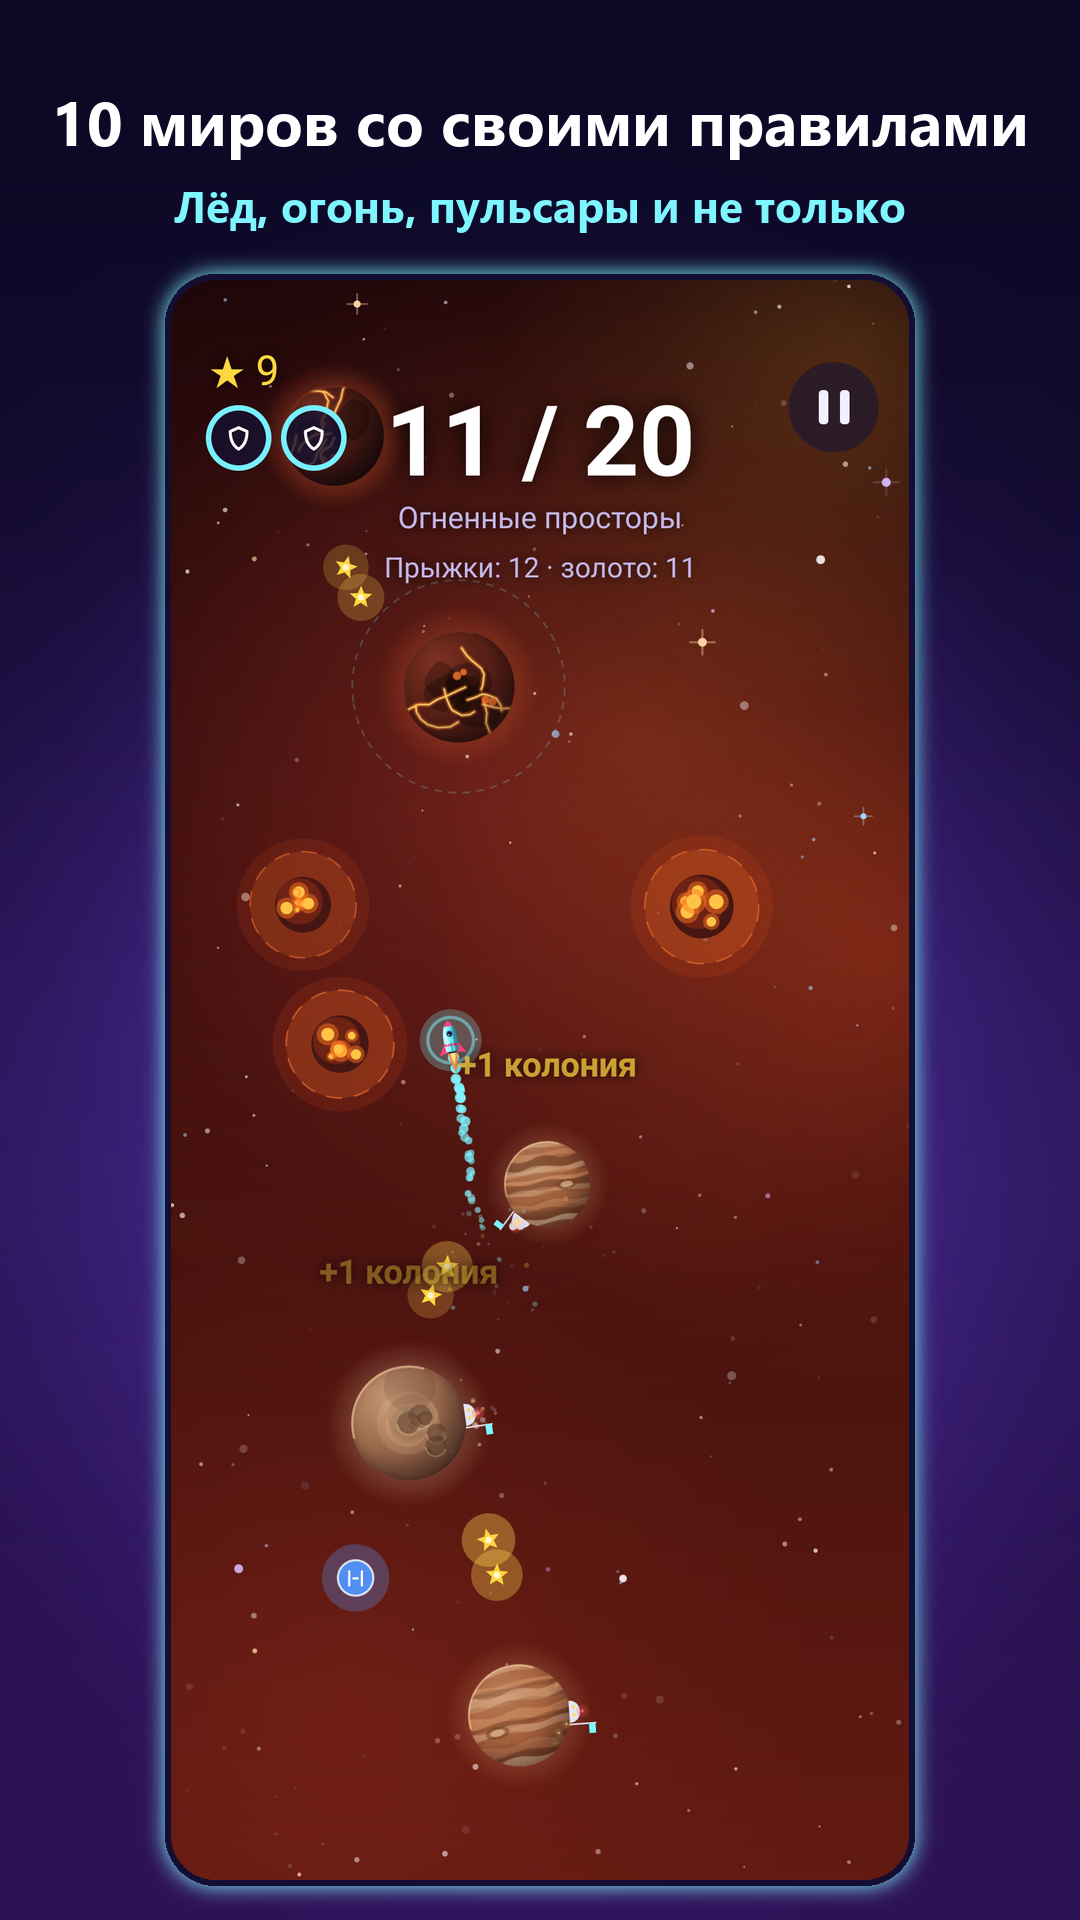 10 миров со своими правилами
Лёд, огонь, пульсары и не только
9
11 / 20
Огненные просторы
Прыжки: 12 · золото: 11
+1 колония
+1 колония